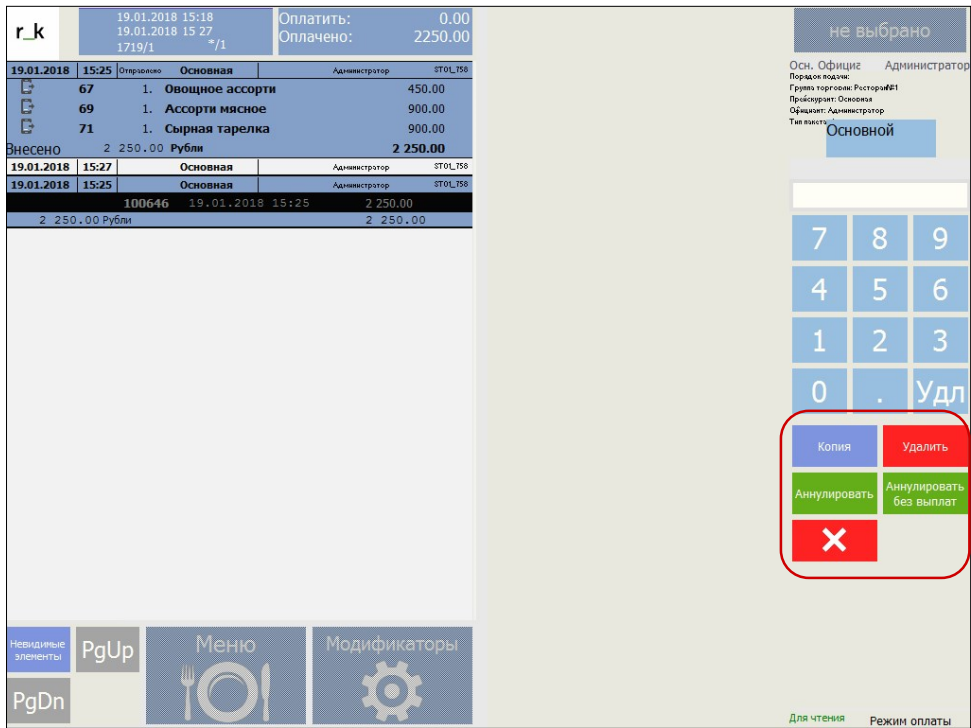 r_k
19.01.2018 15:18
19.01.2018 15 27
1719/1 */1
Оплатить: 0.00
Оплачено: 2250.00
не выбрано
19.01.2018 15:25 Отправлено Основная Администратор ST01_758
67 1. Овощное ассорти 450.00
69 1. Ассорти мясное 900.00
71 1. Сырная тарелка 900.00
Внесено 2 250.00 Рубли 2 250.00
19.01.2018 15:27 Основная Администратор ST01_758
19.01.2018 15:25 Основная Администратор ST01_758
100646 19.01.2018 15:25 2 250.00
2 250.00 Рубли 2 250.00
Осн. Офици Администратор
Порядок подачи:
Группа торговли: Ресторан#1
Прейскурант: Основная
Официант: Администратор
Тип пакета
Основной
7 8 9
4 5 6
1 2 3
0 . Удл
Копия Удалить
Аннулировать Аннулировать
без выплат
Невидимые
элементы
PgUp
Меню
Модификаторы
PgDn
Для чтения Режим оплаты